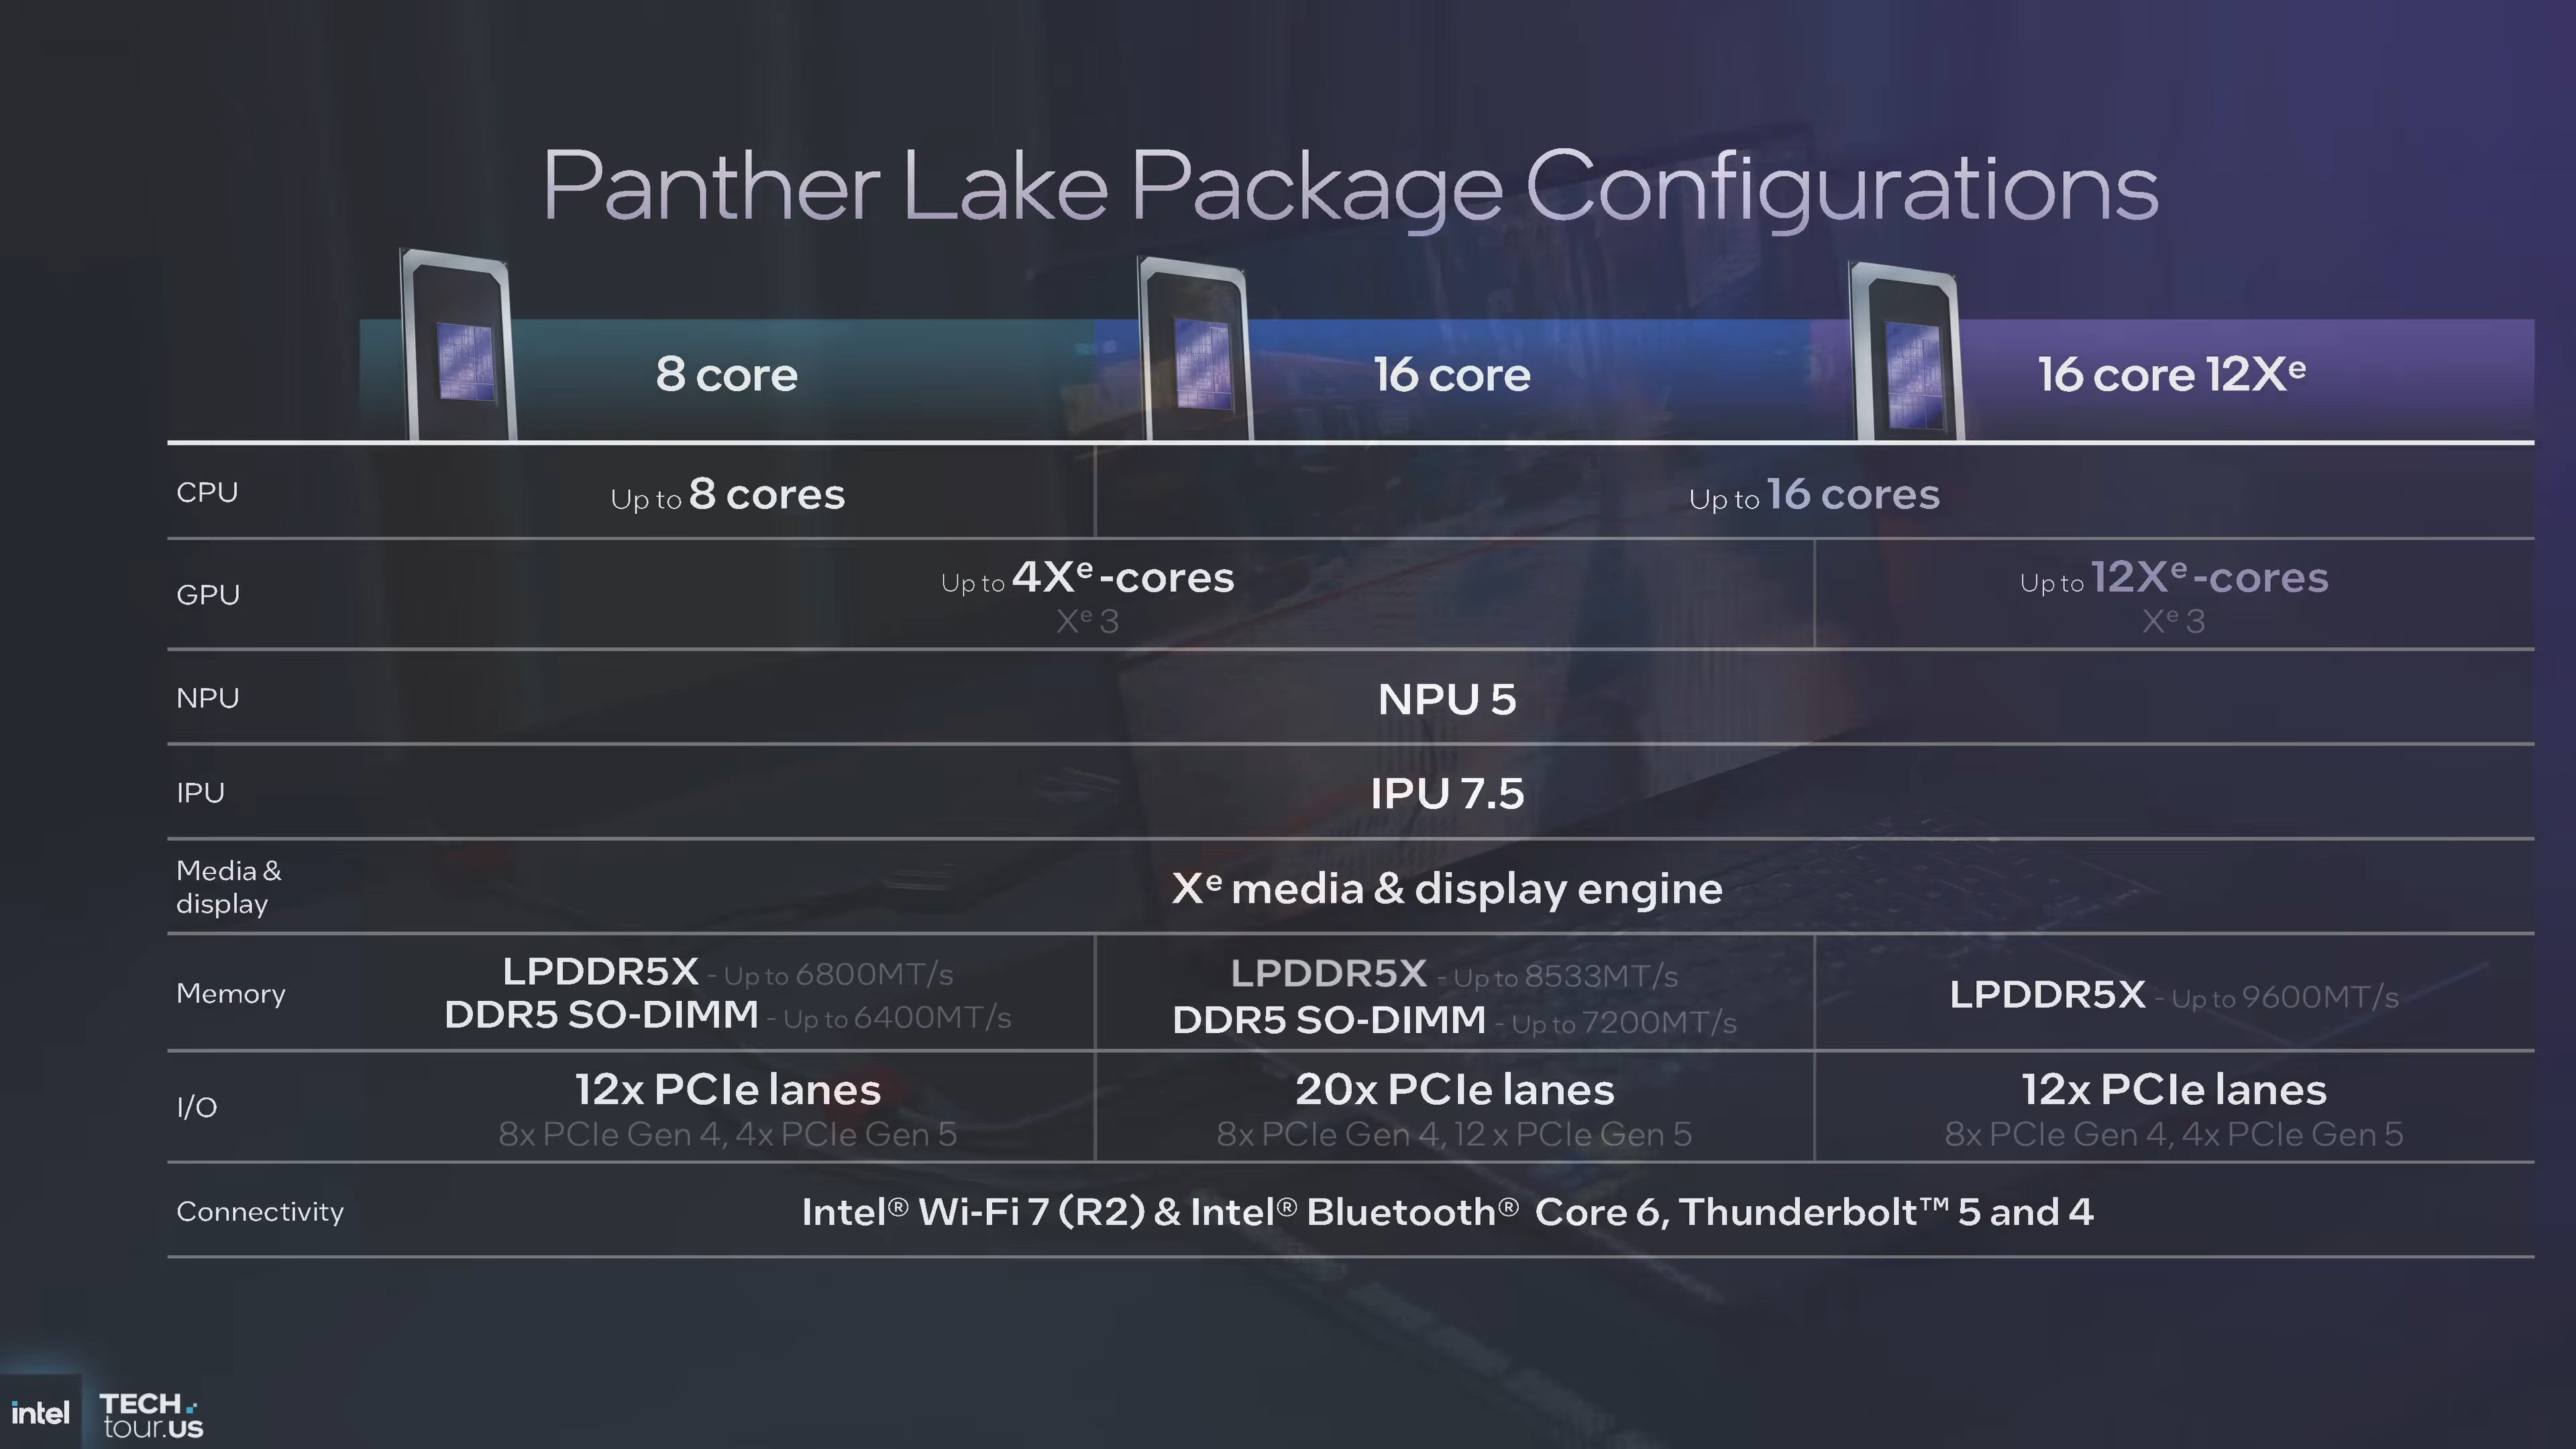 Panther Lake Package Configurations
8 core
16 core
16 core 12Xᵉ
CPU
Up to 8 cores
Up to 16 cores
GPU
Up to 4Xᵉ-cores
Xᵉ 3
Up to 12Xᵉ-cores
Xᵉ 3
NPU
NPU 5
IPU
IPU 7.5
Media &
display
Xᵉ media & display engine
Memory
LPDDR5X - Up to 6800MT/s
DDR5 SO-DIMM - Up to 6400MT/s
LPDDR5X - Up to 8533MT/s
DDR5 SO-DIMM - Up to 7200MT/s
LPDDR5X - Up to 9600MT/s
I/O
12x PCIe lanes
8x PCIe Gen 4, 4x PCIe Gen 5
20x PCIe lanes
8x PCIe Gen 4, 12 x PCIe Gen 5
12x PCIe lanes
8x PCIe Gen 4, 4x PCIe Gen 5
Connectivity
Intel® Wi-Fi 7 (R2) & Intel® Bluetooth® Core 6, Thunderbolt™ 5 and 4
intel
TECH
tour.US